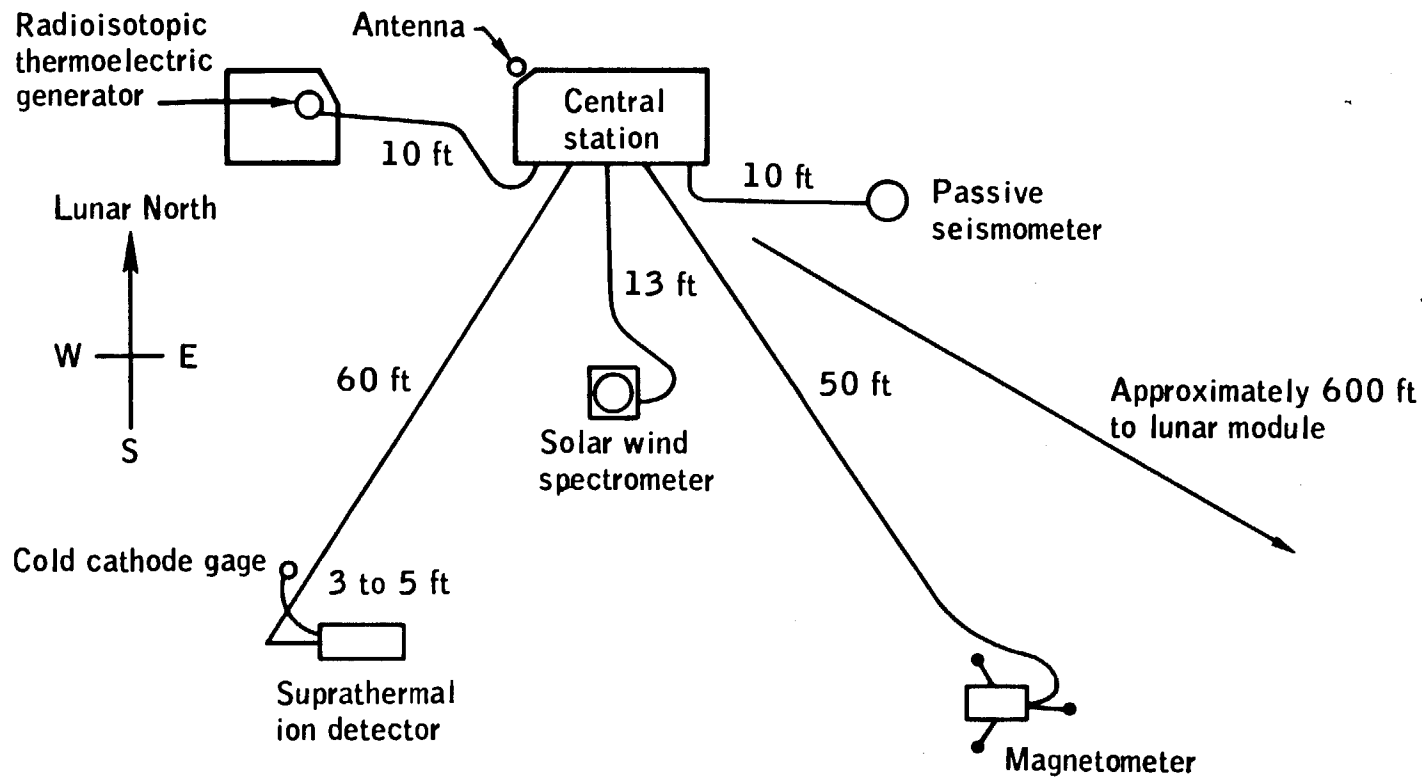 Radioisotopic
thermoelectric
generator
Antenna
Central
station
10 ft
10 ft
Passive
seismometer
Lunar North
W
E
S
13 ft
60 ft
50 ft
Approximately 600 ft
to lunar module
Solar wind
spectrometer
Cold cathode gage
3 to 5 ft
Suprathermal
ion detector
Magnetometer